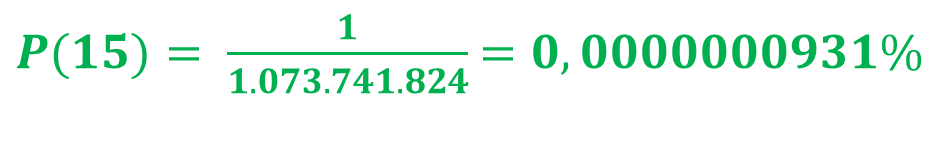 P(15) = 1/1.073.741.824 = 0,0000000931%